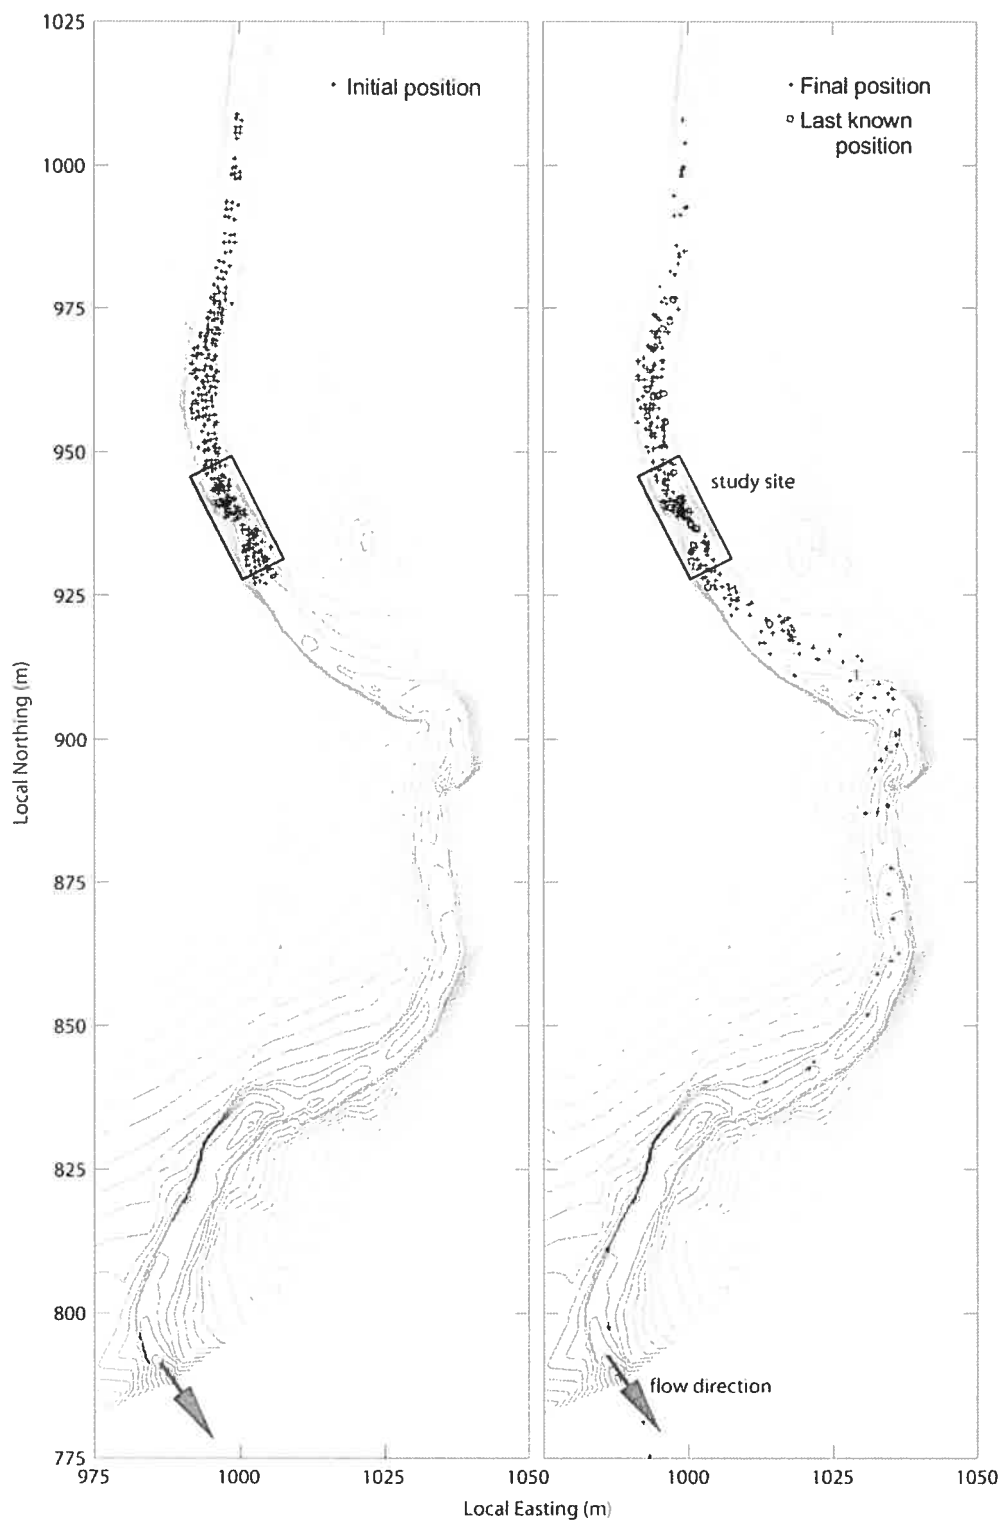 1025
1000
975
950
925
900
875
850
825
800
775
Local Northing (m)
Initial position
Final position
Last known
position
study site
flow direction
975
1000
1025
1050
1000
1025
1050
Local Easting (m)